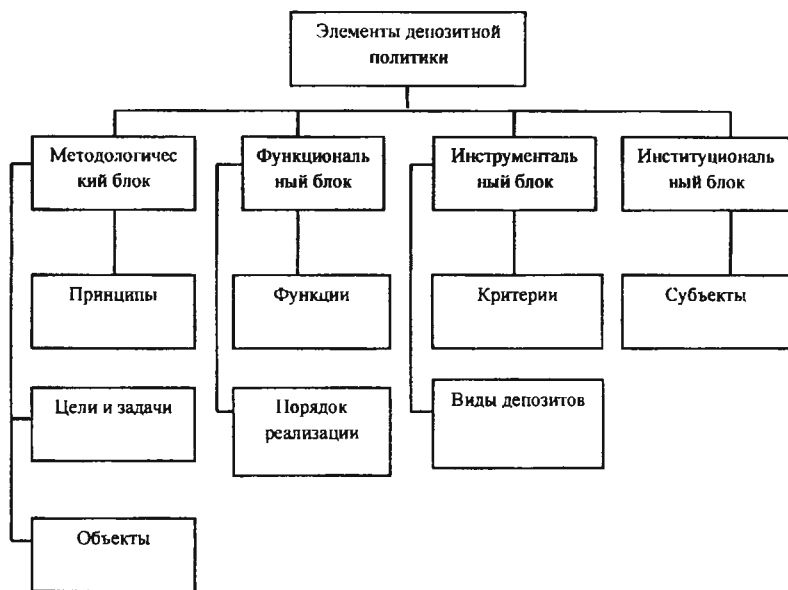 Элементы депозитной
политики
Методологичес
кий блок
Функциональ
ный блок
Инструменталь
ный блок
Институциональ
ный блок
Принципы
Функции
Критерии
Субъекты
Цели и задачи
Порядок
реализации
Виды депозитов
Объекты